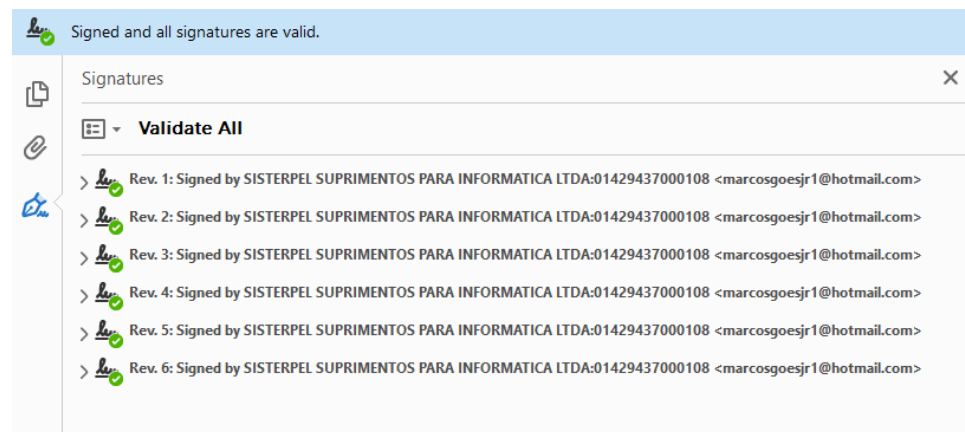 Signed and all signatures are valid.
Signatures
Validate All
Rev. 1: Signed by SISTERPEL SUPRIMENTOS PARA INFORMATICA LTDA:01429437000108 <marcosgoesjr1@hotmail.com>
Rev. 2: Signed by SISTERPEL SUPRIMENTOS PARA INFORMATICA LTDA:01429437000108 <marcosgoesjr1@hotmail.com>
Rev. 3: Signed by SISTERPEL SUPRIMENTOS PARA INFORMATICA LTDA:01429437000108 <marcosgoesjr1@hotmail.com>
Rev. 4: Signed by SISTERPEL SUPRIMENTOS PARA INFORMATICA LTDA:01429437000108 <marcosgoesjr1@hotmail.com>
Rev. 5: Signed by SISTERPEL SUPRIMENTOS PARA INFORMATICA LTDA:01429437000108 <marcosgoesjr1@hotmail.com>
Rev. 6: Signed by SISTERPEL SUPRIMENTOS PARA INFORMATICA LTDA:01429437000108 <marcosgoesjr1@hotmail.com>